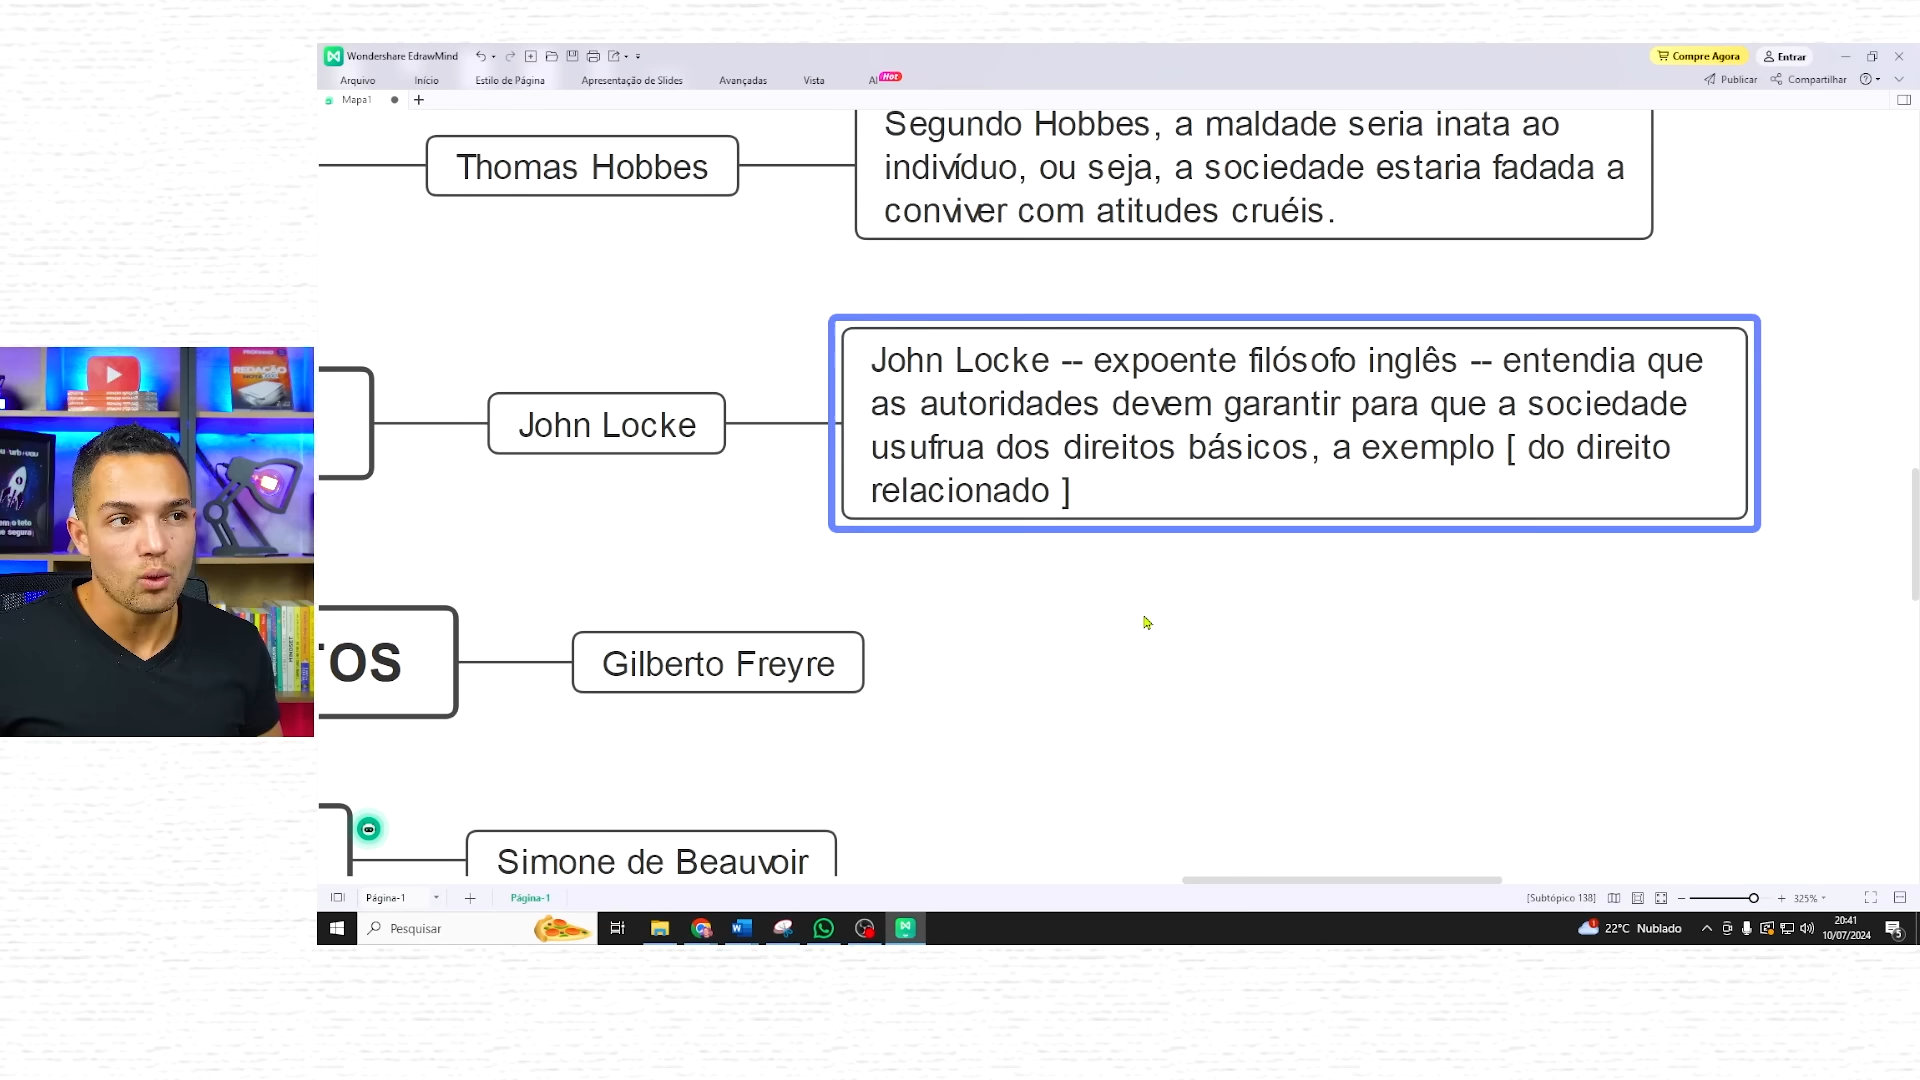 Wondershare EdrawMind
Compre Agora
Entrar
Arquivo
Início
Estilo de Página
Apresentação de Slides
Avançadas
Vista
AI
Hot
Publicar
Compartilhar
Mapa1
Segundo Hobbes, a maldade seria inata ao
indivíduo, ou seja, a sociedade estaria fadada a
conviver com atitudes cruéis.
Thomas Hobbes
John Locke -- expoente filósofo inglês -- entendia que
as autoridades devem garantir para que a sociedade
usufrua dos direitos básicos, a exemplo [ do direito
relacionado ]
John Locke
REDAÇÃO
TOS
Gilberto Freyre
Simone de Beauvoir
Página-1
Página-1
[Subtópico 138]
325%
Pesquisar
22°C Nublado
20:41
10/07/2024
5